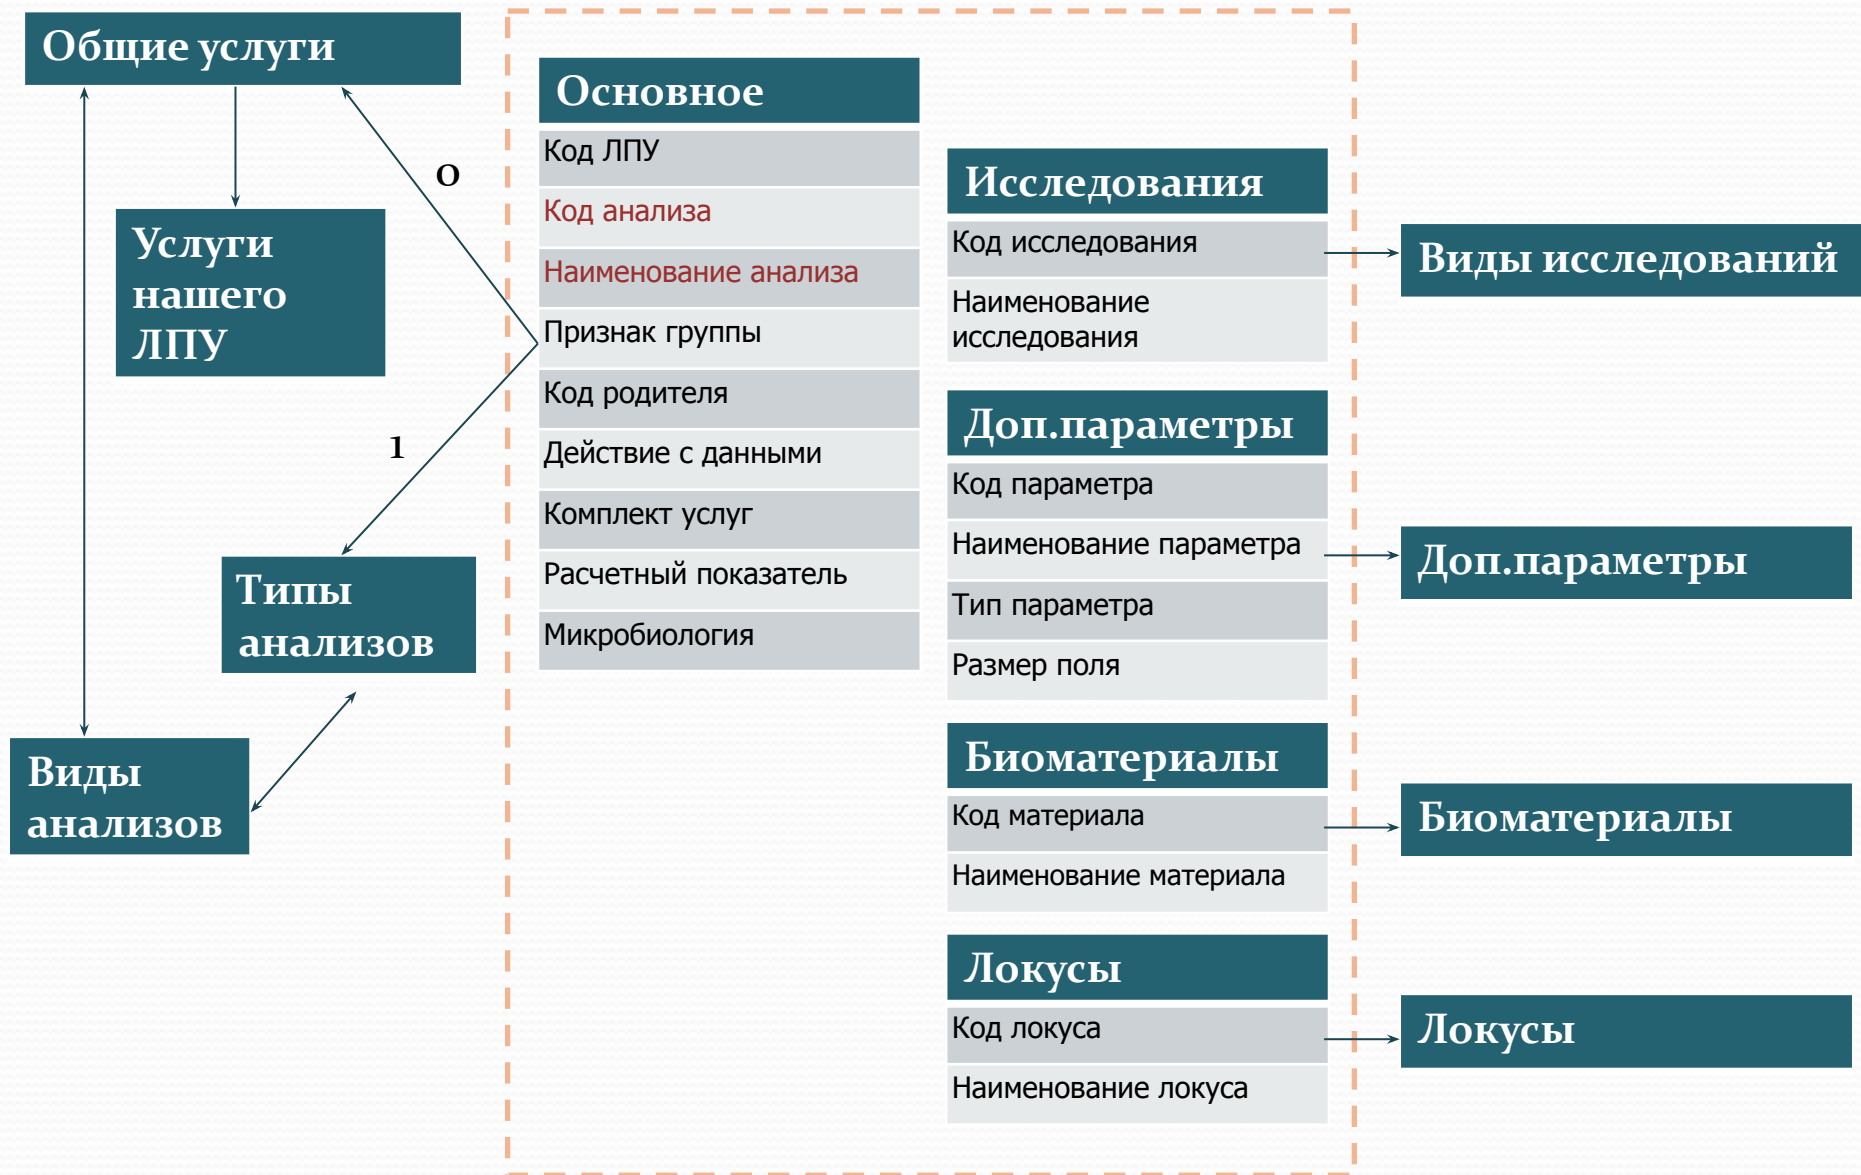 Общие услуги
Услуги
нашего
ЛПУ
0
1
Типы
анализов
Виды
анализов
Основное
Код ЛПУ
Код анализа
Наименование анализа
Признак группы
Код родителя
Действие с данными
Комплект услуг
Расчетный показатель
Микробиология
Исследования
Код исследования
Наименование
исследования
Доп.параметры
Код параметра
Наименование параметра
Тип параметра
Размер поля
Биоматериалы
Код материала
Наименование материала
Локусы
Код локуса
Наименование локуса
Виды исследований
Доп.параметры
Биоматериалы
Локусы